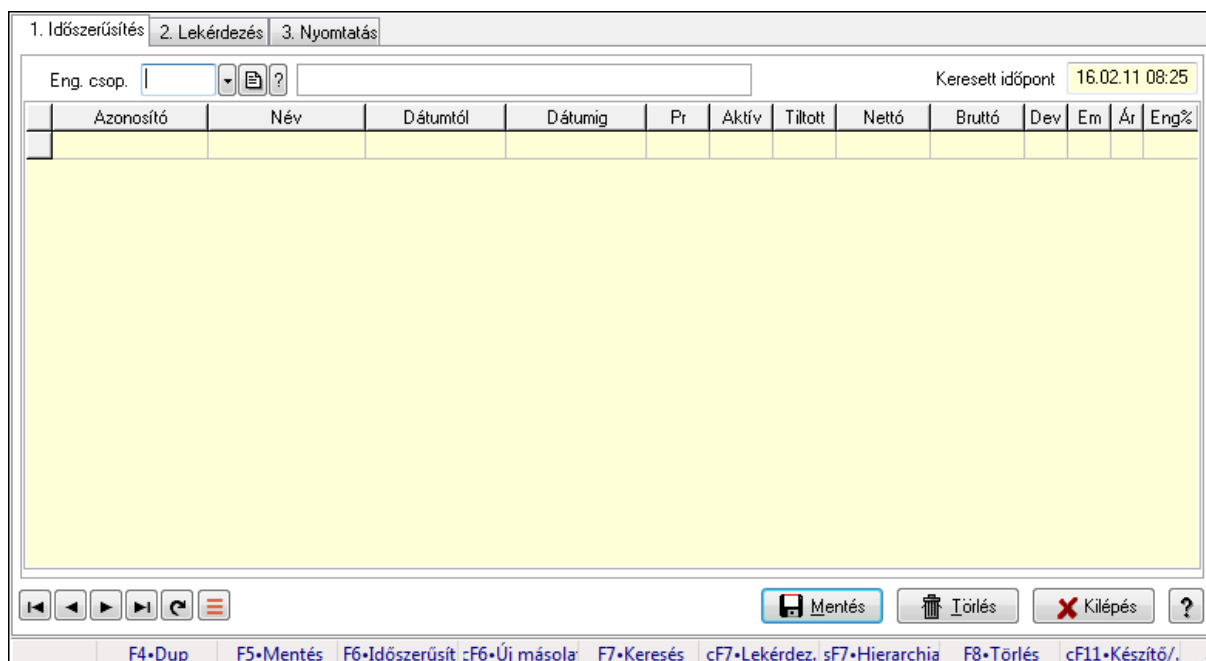 1. Időszerűsítés 2. Lekérdezés 3. Nyomtatás
Eng. csop. ? Keresett időpont 16.02.11 08:25
Azonosító Név Dátumtól Dátumig Pr Aktív Tiltott Nettó Bruttó Dev Em Ár Eng%
Mentés Törlés Kilépés ?
F4•Dup F5•Mentés F6•Időszerűsít cF6•Új másola F7•Keresés cF7•Lekérdez. sF7•Hierarchia F8•Törlés cF11•Készítő/.